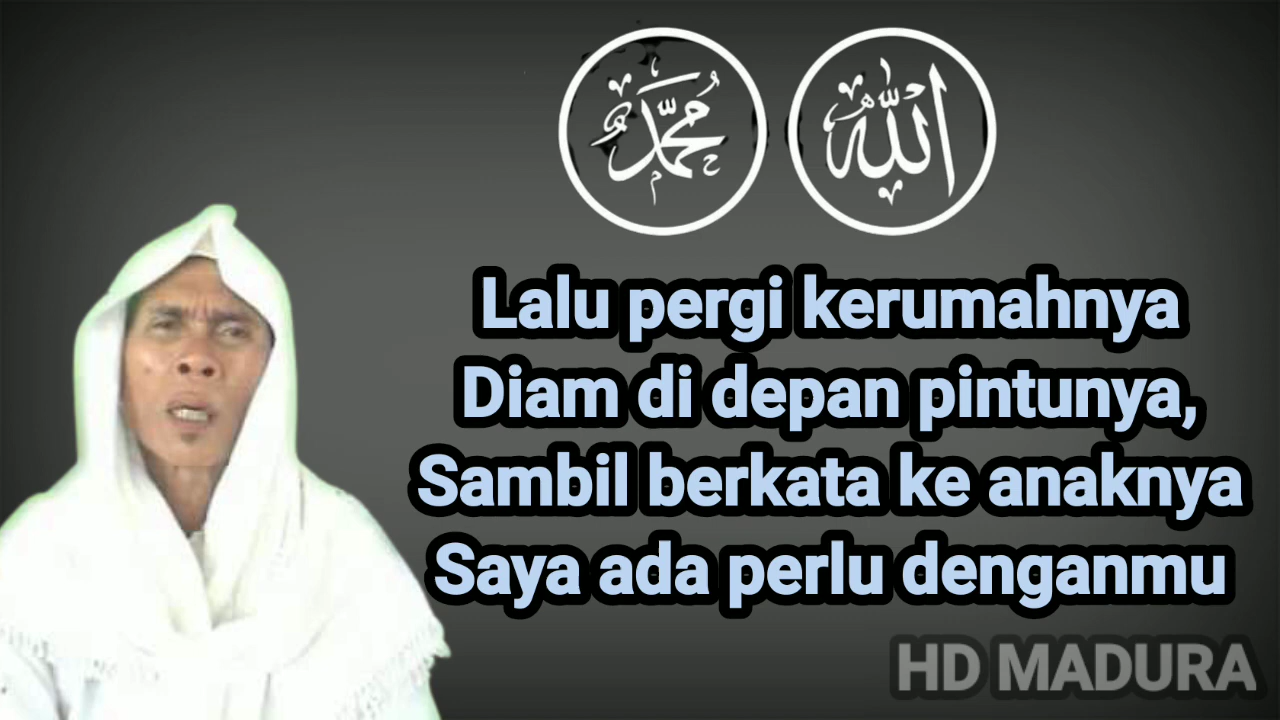 محمد
الله
Lalu pergi kerumahnya
Diam di depan pintunya,
Sambil berkata ke anaknya
Saya ada perlu denganmu
HD MADURA